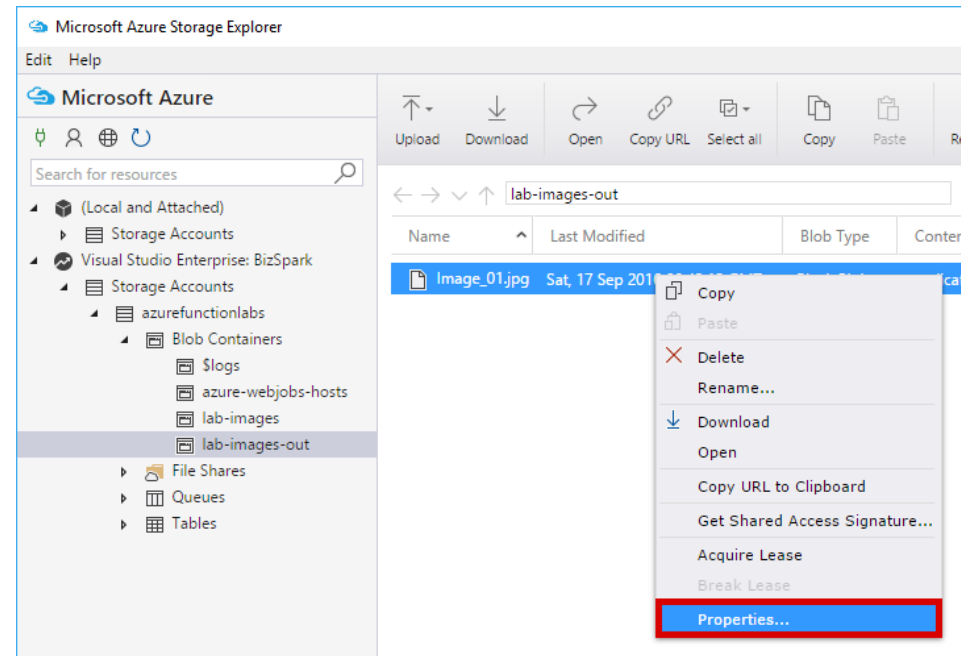 Microsoft Azure Storage Explorer
Edit Help
Microsoft Azure
Search for resources
(Local and Attached)
Storage Accounts
Visual Studio Enterprise: BizSpark
Storage Accounts
azurefunctionlabs
Blob Containers
$logs
azure-webjobs-hosts
lab-images
lab-images-out
File Shares
Queues
Tables
Upload Download Open Copy URL Select all Copy Paste
lab-images-out
Name Last Modified Blob Type
Image_01.jpg Sat, 17 Sep
Copy
Paste
Delete
Rename...
Download
Open
Copy URL to Clipboard
Get Shared Access Signature...
Acquire Lease
Break Lease
Properties...